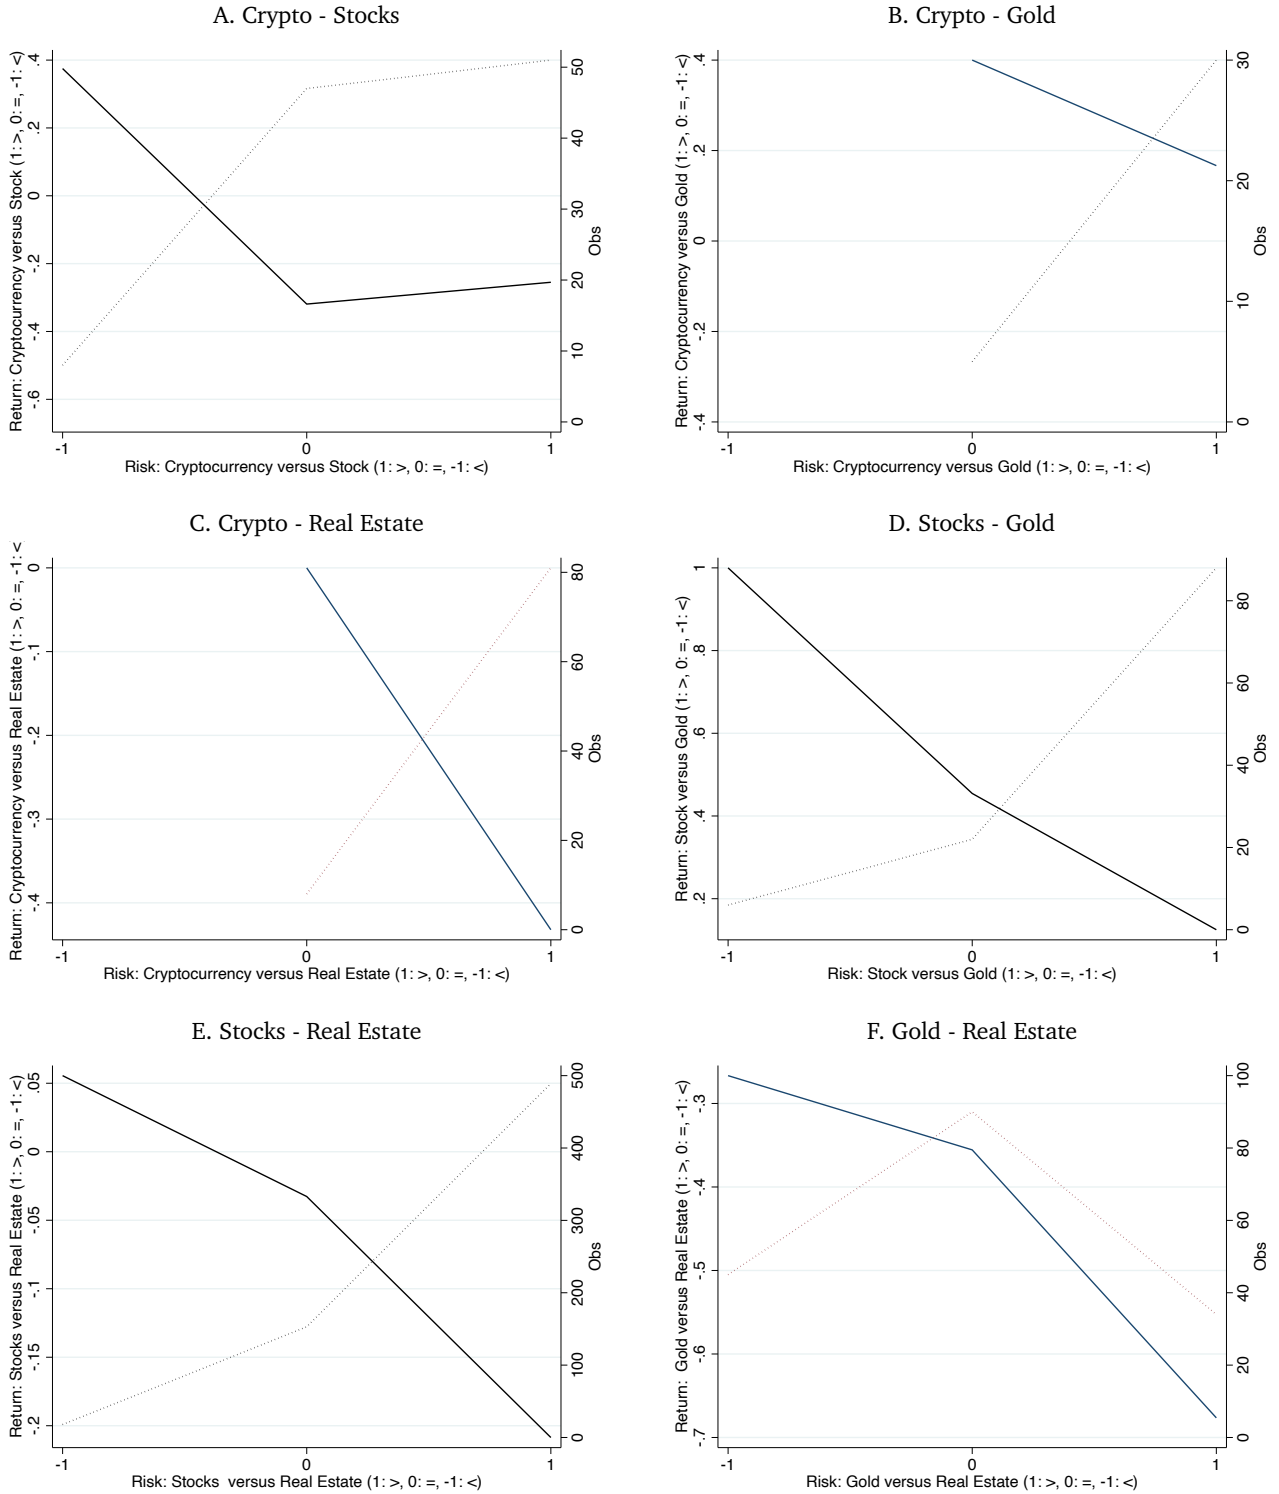 A. Crypto - Stocks
Return: Cryptocurrency versus Stock (1: >, 0: =, -1: <)
.4
.2
0
-.2
-.4
-.6
50
40
30
20
10
0
Obs
-1 0 1
Risk: Cryptocurrency versus Stock (1: >, 0: =, -1: <)
B. Crypto - Gold
Return: Cryptocurrency versus Gold (1: >, 0: =, -1: <)
.4
.2
0
-.2
-.4
30
20
10
0
Obs
-1 0 1
Risk: Cryptocurrency versus Gold (1: >, 0: =, -1: <)
C. Crypto - Real Estate
Return: Cryptocurrency versus Real Estate (1: >, 0: =, -1: <
0
-.1
-.2
-.3
-.4
80
60
40
20
0
Obs
-1 0 1
Risk: Cryptocurrency versus Real Estate (1: >, 0: =, -1: <)
D. Stocks - Gold
Return: Stock versus Gold (1: >, 0: =, -1: <)
1
.8
.6
.4
.2
80
60
40
20
0
Obs
-1 0 1
Risk: Stock versus Gold (1: >, 0: =, -1: <)
E. Stocks - Real Estate
Return: Stocks versus Real Estate (1: >, 0: =, -1: <)
.05
0
-.05
-.1
-.15
-.2
500
400
300
200
100
0
Obs
-1 0 1
Risk: Stocks versus Real Estate (1: >, 0: =, -1: <)
F. Gold - Real Estate
Return: Gold versus Real Estate (1: >, 0: =, -1: <)
-.3
-.4
-.5
-.6
-.7
100
80
60
40
20
0
Obs
-1 0 1
Risk: Gold versus Real Estate (1: >, 0: =, -1: <)